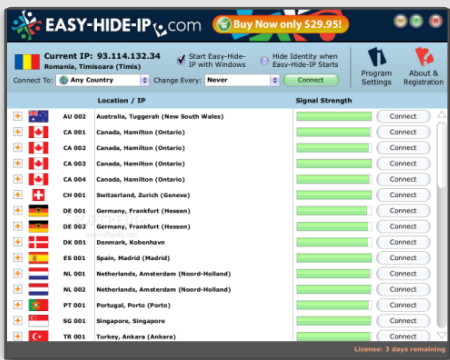 EASY-HIDE-IP.com Buy Now only $29.95!
Current IP: 93.114.132.34
Romania, Timisoara (Timis)
Start Easy-Hide-IP with Windows
Hide Identity when Easy-Hide-IP Starts
Program Settings
About & Registration
Connect To: Any Country Change Every: Never Connect
Location / IP Signal Strength
AU 002 Australia, Tuggerah (New South Wales) Connect
CA 001 Canada, Hamilton (Ontario) Connect
CA 002 Canada, Hamilton (Ontario) Connect
CA 003 Canada, Hamilton (Ontario) Connect
CA 004 Canada, Hamilton (Ontario) Connect
CH 001 Switzerland, Zurich (Geneve) Connect
DE 001 Germany, Frankfurt (Hessen) Connect
DE 002 Germany, Frankfurt (Hessen) Connect
DK 001 Denmark, Kobenhavn Connect
ES 001 Spain, Madrid (Madrid) Connect
NL 001 Netherlands, Amsterdam (Noord-Holland) Connect
NL 002 Netherlands, Amsterdam (Noord-Holland) Connect
PT 001 Portugal, Porto (Porto) Connect
SG 001 Singapore, Singapore Connect
TR 001 Turkey, Ankara (Ankara) Connect
License: 3 days remaining